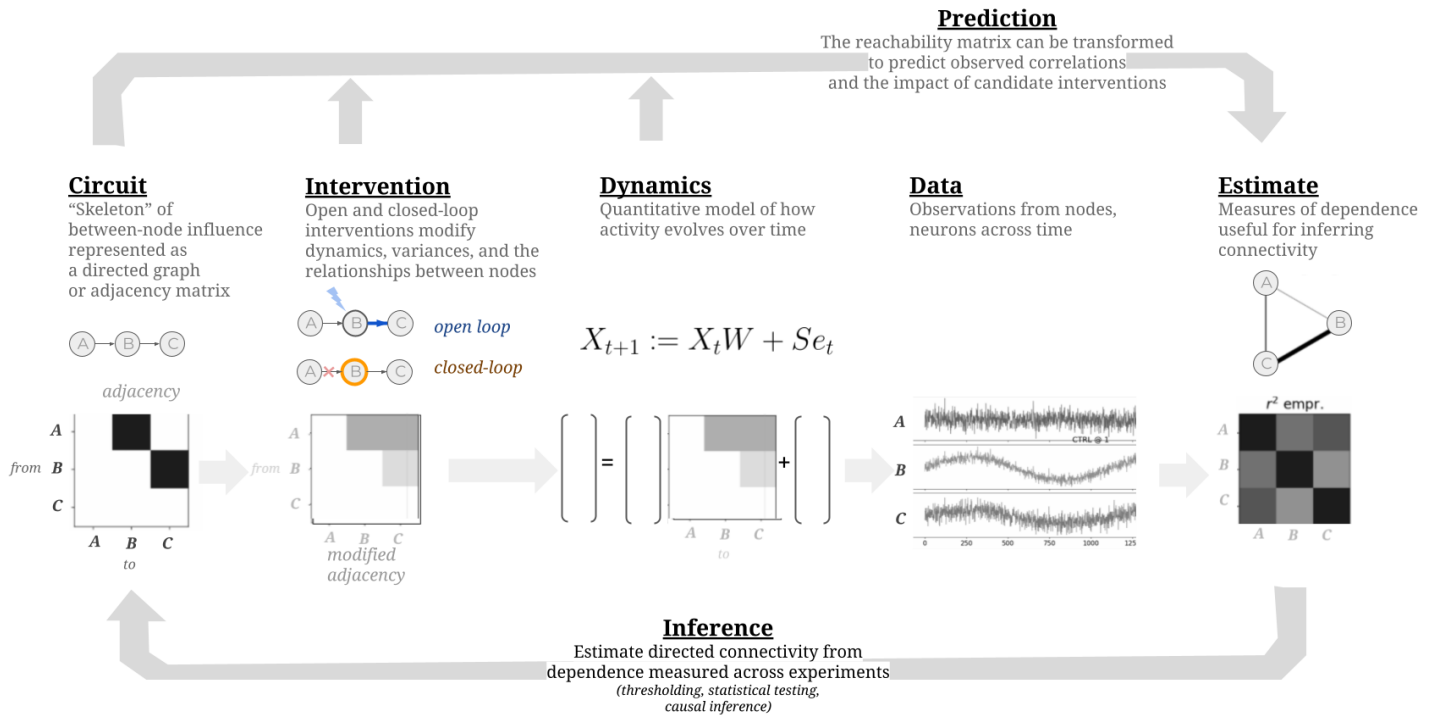 Prediction
The reachability matrix can be transformed
to predict observed correlations
and the impact of candidate interventions
Circuit
“Skeleton” of
between-node influence
represented as
a directed graph
or adjacency matrix
A B C
adjacency
A
from B
C
A B C
to
Intervention
Open and closed-loop
interventions modify
dynamics, variances, and the
relationships between nodes
A B C open loop
A B C closed-loop
A
from B
C
A B C
modified
adjacency
Dynamics
Quantitative model of how
activity evolves over time
X_{t+1} := X_tW + Se_t
= +
A B C
to
Data
Observations from nodes,
neurons across time
A
CTRL @ 1
B
C
0 250 500 750 1000 125
Estimate
Measures of dependence
useful for inferring
connectivity
A
B
C
r² empr.
A
B
C
A B C
Inference
Estimate directed connectivity from
dependence measured across experiments
(thresholding, statistical testing,
causal inference)